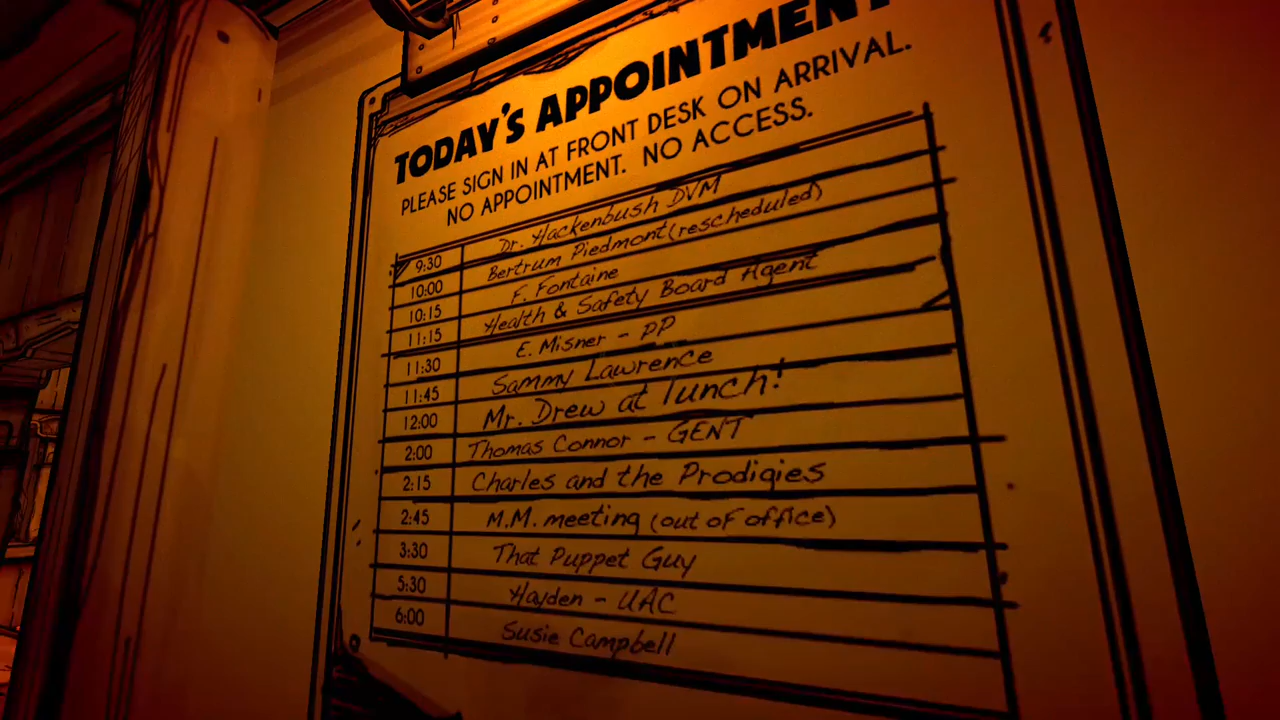 TODAY'S APPOINTMENT
PLEASE SIGN IN AT FRONT DESK ON ARRIVAL.
NO APPOINTMENT. NO ACCESS.
9:30 Dr. Hackenbush DVM
10:00 Bertrum Piedmont (rescheduled)
10:15 F. Fontaine
11:15 Health & Safety Board Agent
11:30 E. Misner - PP
11:45 Sammy Lawrence
12:00 Mr. Drew at lunch!
2:00 Thomas Connor - GENT
2:15 Charles and the Prodigies
2:45 M.M. meeting (out of office)
3:30 That Puppet Guy
5:30 Hayden - UAC
6:00 Susie Campbell